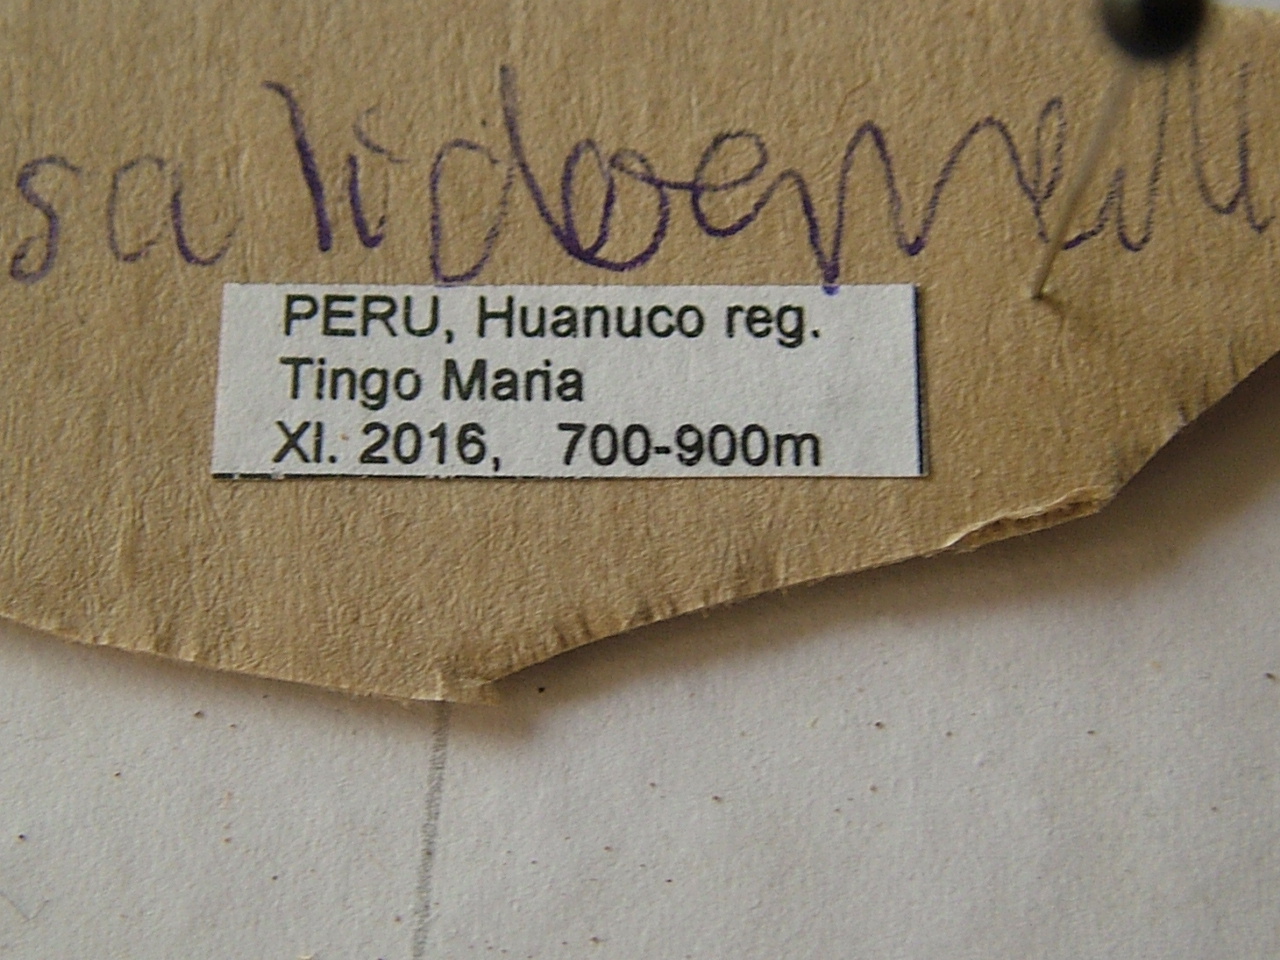 PERU, Huanuco reg.
Tingo Maria
XI. 2016, 700-900m